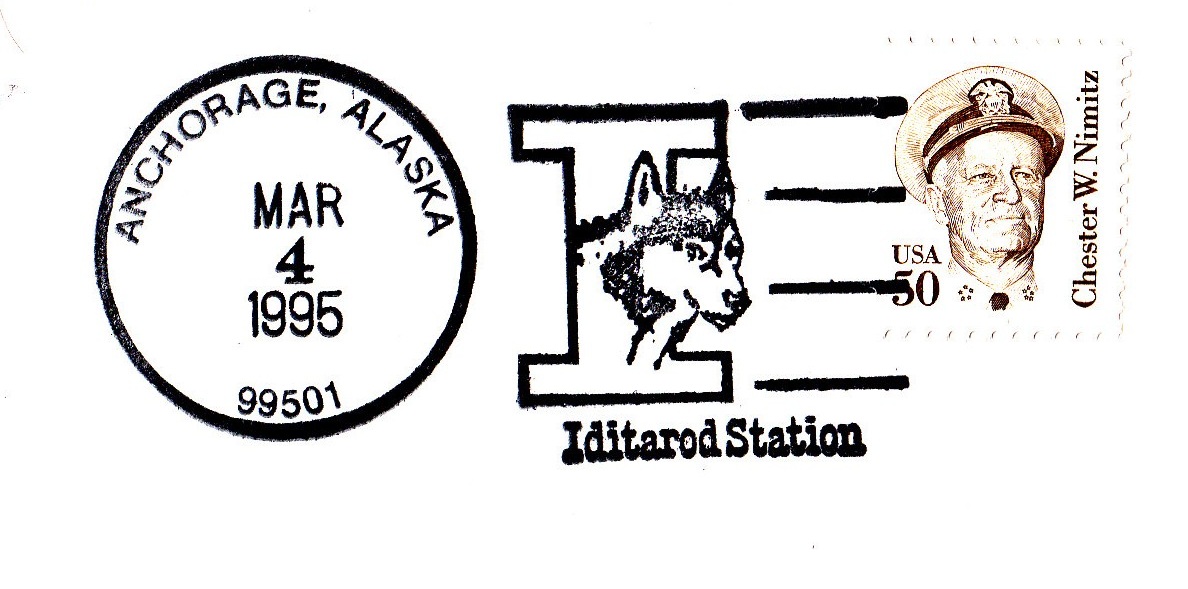 ANCHORAGE, ALASKA
MAR
4
1995
99501
I
Iditarod Station
USA
50
Chester W. Nimitz